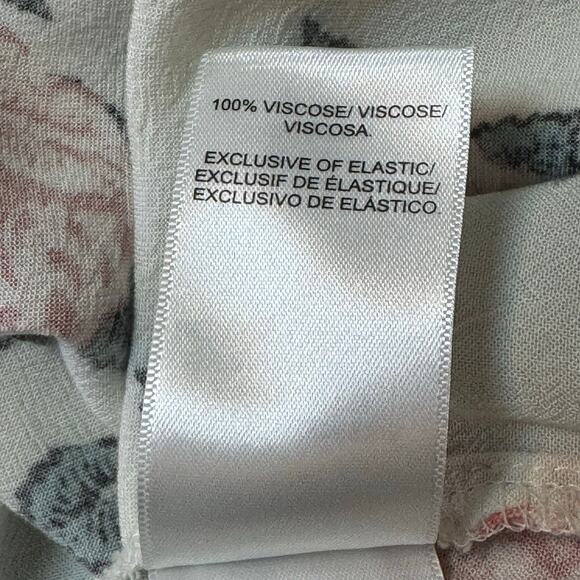 100% VISCOSE/ VISCOSE/
VISCOSA.
EXCLUSIVE OF ELASTIC/
EXCLUSIF DE ÉLASTIQUE/
EXCLUSIVO DE ELÁSTICO.